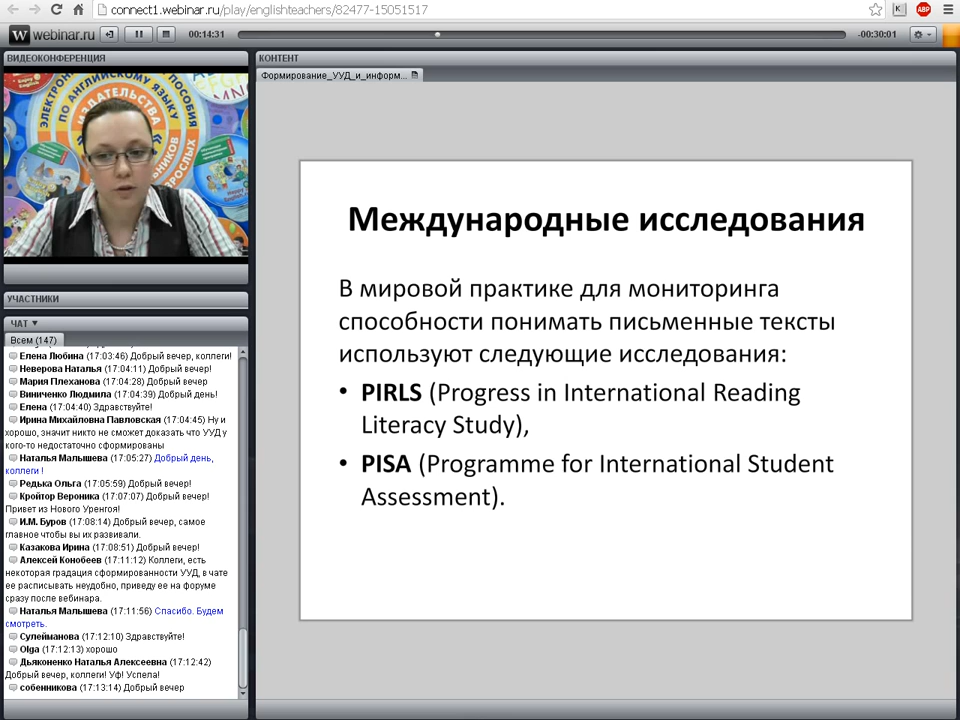 connect1.webinar.ru/play/englishteachers/82477-15051517
webinar.ru
00:14:31
-00:30:01
ВИДЕОКОНФЕРЕНЦИЯ
ЭЛЕКТРОННЫЕ ПОСОБИЯ
ПО АНГЛИЙСКОМУ ЯЗЫКУ
ИЗДАТЕЛЬСТВА
УЧАСТНИКИ
ЧАТ
Всем (147)
Елена Любина (17:03:46) Добрый вечер, коллеги!
Неверова Наталья (17:04:11) Добрый вечер!
Мария Плеханова (17:04:28) Добрый вечер
Виниченко Людмила (17:04:39) Добрый день!
Елена (17:04:40) Здравствуйте!
Ирина Михайловна Павловская (17:04:45) Ну и
хорошо, значит никто не сможет доказать что УУД у
кого-то недостаточно сформированы
Наталья Малышева (17:05:27) Добрый день,
коллеги !
Редька Ольга (17:05:59) Добрый вечер!
Кройтор Вероника (17:07:07) Добрый вечер!
Привет из Нового Уренгоя!
И.М. Буров (17:08:14) Добрый вечер, самое
главное чтобы вы их развивали.
Казакова Ирина (17:08:51) Добрый вечер!
Алексей Конобеев (17:11:12) Коллеги, есть
некоторая градация сформированности УУД, в чате
ее расписывать неудобно, приведу ее на форуме
сразу после вебинара.
Наталья Малышева (17:11:56) Спасибо. Будем
смотреть.
Сулейманова (17:12:10) Здравствуйте!
Olga (17:12:13) хорошо
Дьяконенко Наталья Алексеевна (17:12:42)
Добрый вечер, коллеги! Уф! Успела!
собенникова (17:13:14) Добрый вечер
КОНТЕНТ
Формирование_УУД_и_информ...
Международные исследования
В мировой практике для мониторинга
способности понимать письменные тексты
используют следующие исследования:
• PIRLS (Progress in International Reading
Literacy Study),
• PISA (Programme for International Student
Assessment).